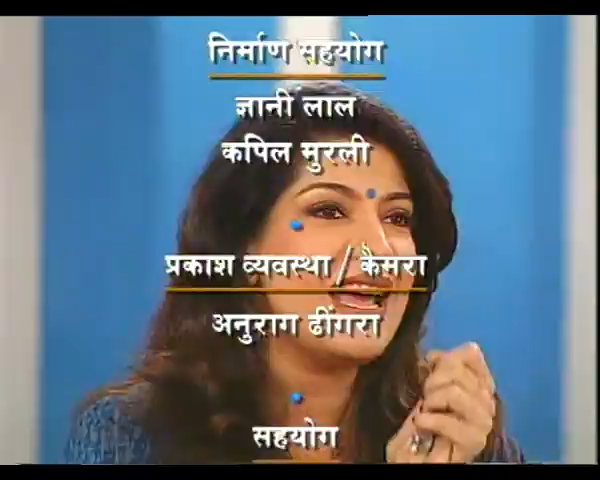 निर्माण सहयोग
ज्ञानी लाल
कपिल मुरली
प्रकाश व्यवस्था / कैमरा
अनुराग ढींगरा
सहयोग